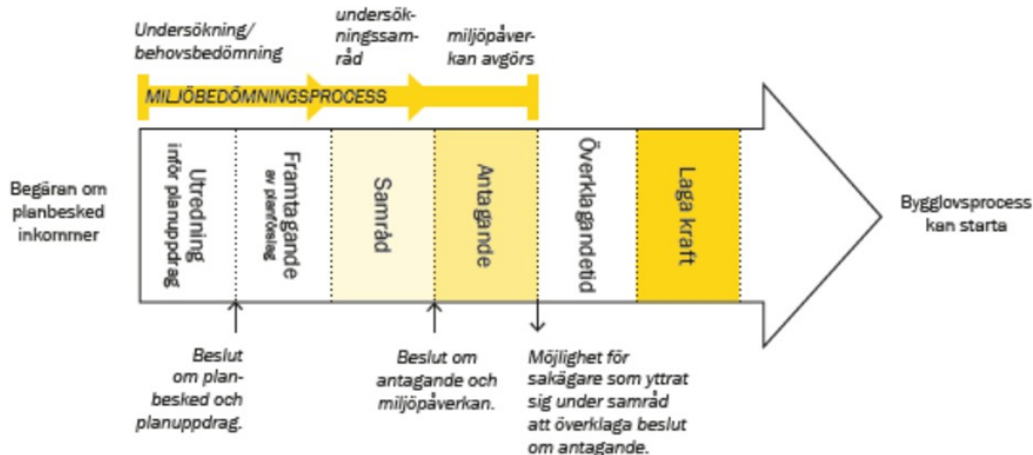 Undersökning/
behovsbedömning
undersök-
ningssam-
råd
miljöpåver-
kan avgörs
MILJÖBEDÖMNINGSPROCESS
Begäran om
planbesked
inkommer
Utredning
inför planuppdrag
Framtagande
av planförslag
Samråd
Antagande
Överklagandetid
Laga kraft
Bygglovsprocess
kan starta
Beslut
om plan-
besked och
planuppdrag.
Beslut om
antagande och
miljöpåverkan.
Möjlighet för
sakägare som yttrat
sig under samråd
att överklaga beslut
om antagande.